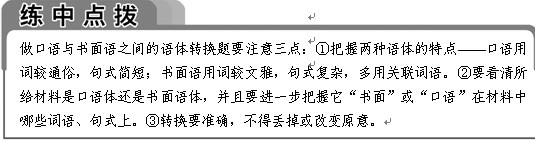 练中点拨
做口语与书面语之间的语体转换题要注意三点：①把握两种语体的特点——口语用
词较通俗，句式简短；书面语用词较文雅，句式复杂，多用关联词语。②要看清所
给材料是口语体还是书面语体，并且要进一步把握它“书面”或“口语”在材料中
哪些词语、句式上。③转换要准确，不得丢掉或改变原意。